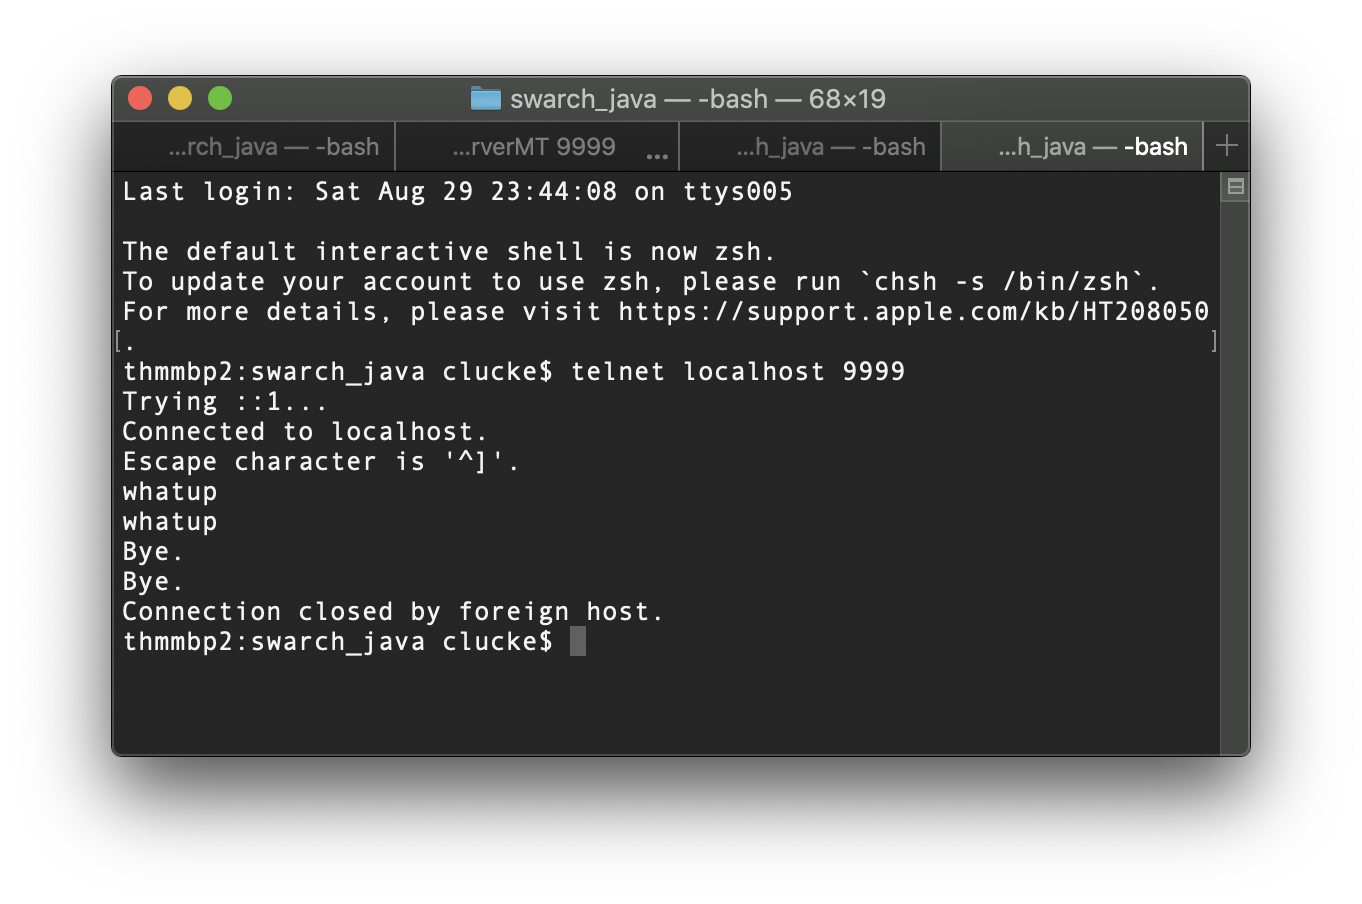 swarch_java — -bash — 68×19
...rch_java — -bash ...rverMT 9999 ... ...h_java — -bash ...h_java — -bash +
Last login: Sat Aug 29 23:44:08 on ttys005
The default interactive shell is now zsh.
To update your account to use zsh, please run `chsh -s /bin/zsh`.
For more details, please visit https://support.apple.com/kb/HT208050
[. ]
thmmbp2:swarch_java clucke$ telnet localhost 9999
Trying ::1...
Connected to localhost.
Escape character is '^]'.
whatup
whatup
Bye.
Bye.
Connection closed by foreign host.
thmmbp2:swarch_java clucke$